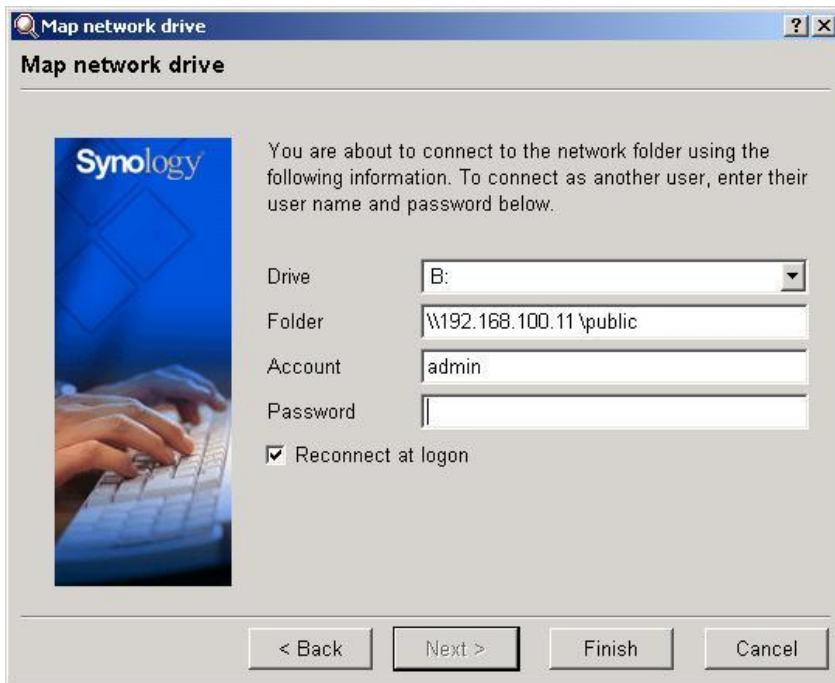 Map network drive
Map network drive
Synology
You are about to connect to the network folder using the
following information. To connect as another user, enter their
user name and password below.
Drive B:
Folder \\192.168.100.11 \public
Account admin
Password
Reconnect at logon
< Back Next > Finish Cancel